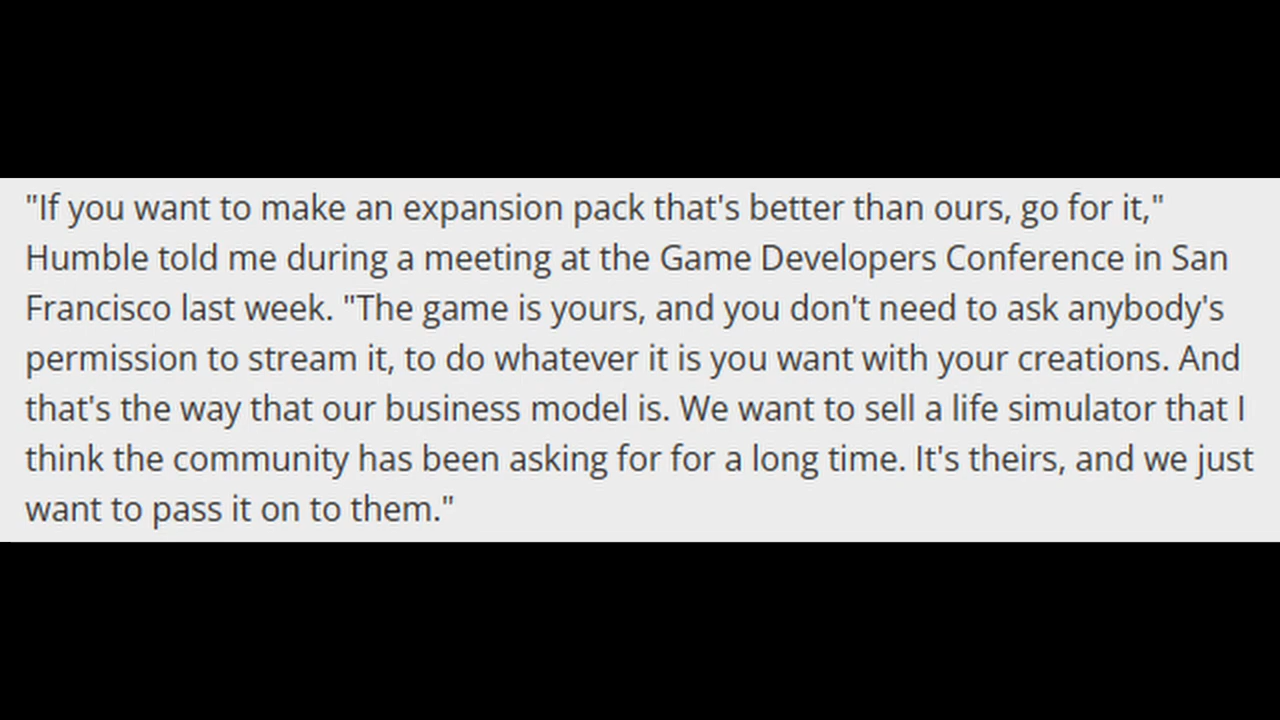 "If you want to make an expansion pack that's better than ours, go for it,"
Humble told me during a meeting at the Game Developers Conference in San
Francisco last week. "The game is yours, and you don't need to ask anybody's
permission to stream it, to do whatever it is you want with your creations. And
that's the way that our business model is. We want to sell a life simulator that I
think the community has been asking for for a long time. It's theirs, and we just
want to pass it on to them."